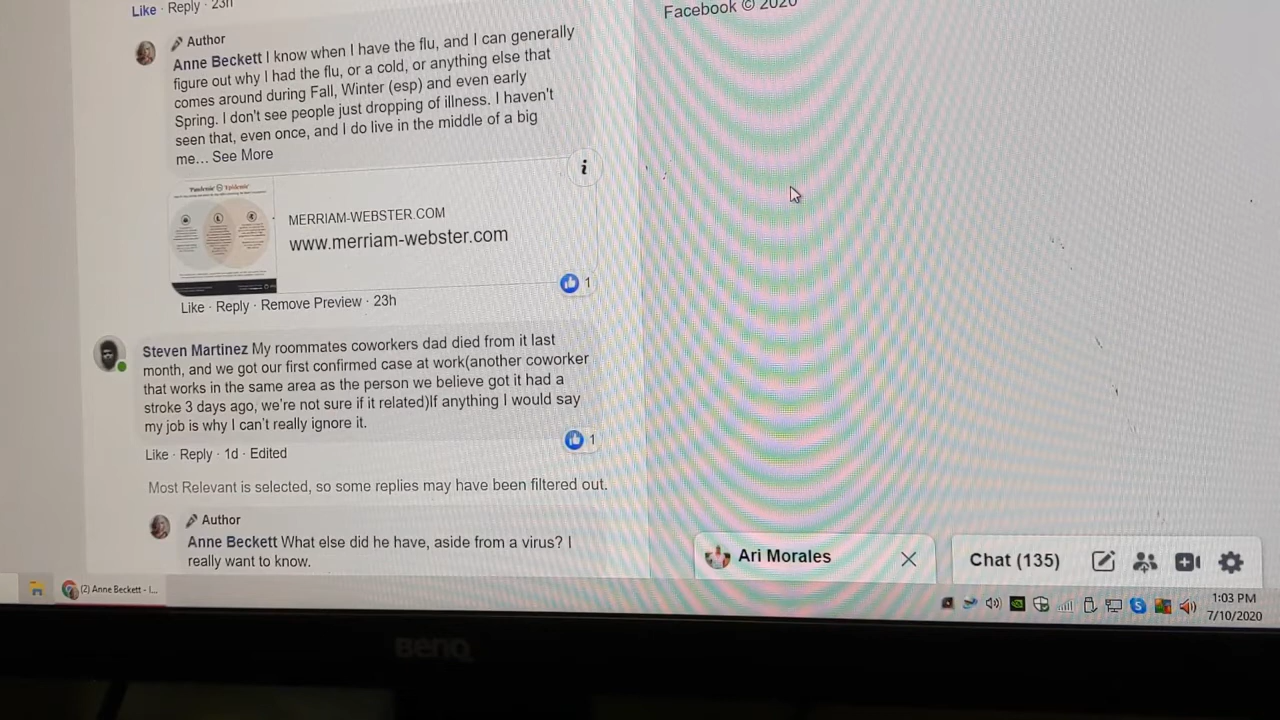 Like · Reply · 23h
Author
Anne Beckett I know when I have the flu, and I can generally
figure out why I had the flu, or a cold, or anything else that
comes around during Fall, Winter (esp) and even early
Spring. I don't see people just dropping of illness. I haven't
seen that, even once, and I do live in the middle of a big
me... See More
i
Pandemic Epidemic
MERRIAM-WEBSTER.COM
www.merriam-webster.com
1
Like · Reply · Remove Preview · 23h
Steven Martinez My roommates coworkers dad died from it last
month, and we got our first confirmed case at work(another coworker
that works in the same area as the person we believe got it had a
stroke 3 days ago, we're not sure if it related)If anything I would say
my job is why I can't really ignore it.
1
Like · Reply · 1d · Edited
Most Relevant is selected, so some replies may have been filtered out.
Author
Anne Beckett What else did he have, aside from a virus? I
really want to know.
Facebook © 2020
Ari Morales
Chat (135)
(2) Anne Beckett - I...
1:03 PM
7/10/2020
BenQ